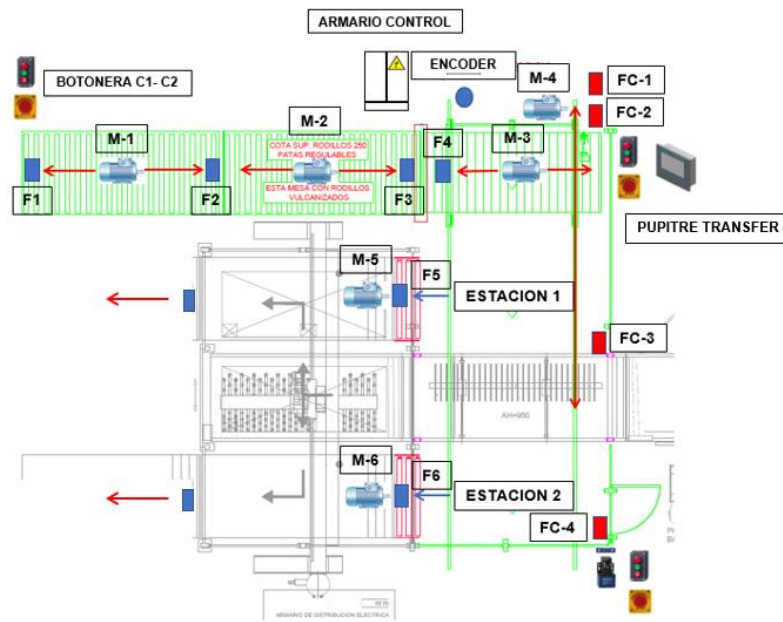 ARMARIO CONTROL
BOTONERA C1- C2
ENCODER
M-4
FC-1
FC-2
M-1
M-2
M-3
F4
COTA SUP. RODILLOS 250
PATAS REGULABLES
ESTA MESA CON RODILLOS
VULCANIZADOS
F1
F2
F3
PUPITRE TRANSFER
M-5
F5
ESTACION 1
FC-3
AH=950
M-6
F6
ESTACION 2
FC-4
ARMARIO DE DISTRIBUCION ELECTRICA